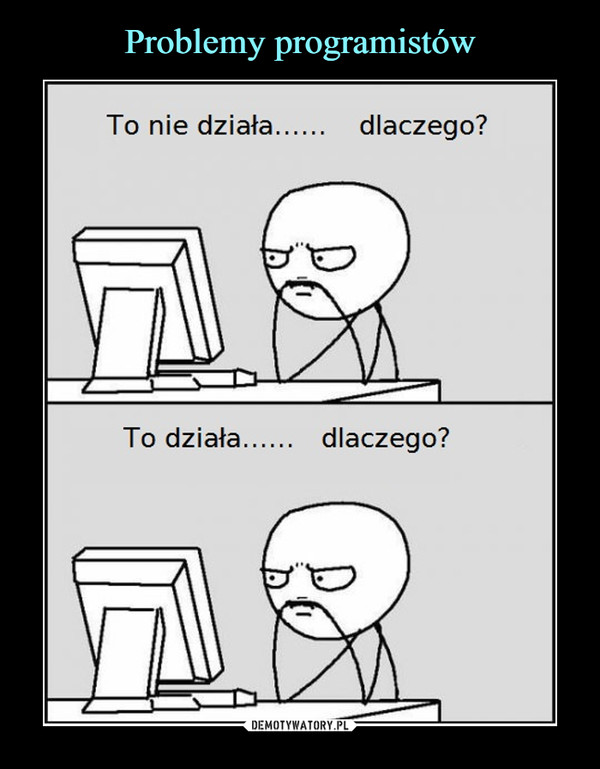 Problemy programistów
To nie działa...... dlaczego?
To działa...... dlaczego?
DEMOTYWATORY.PL